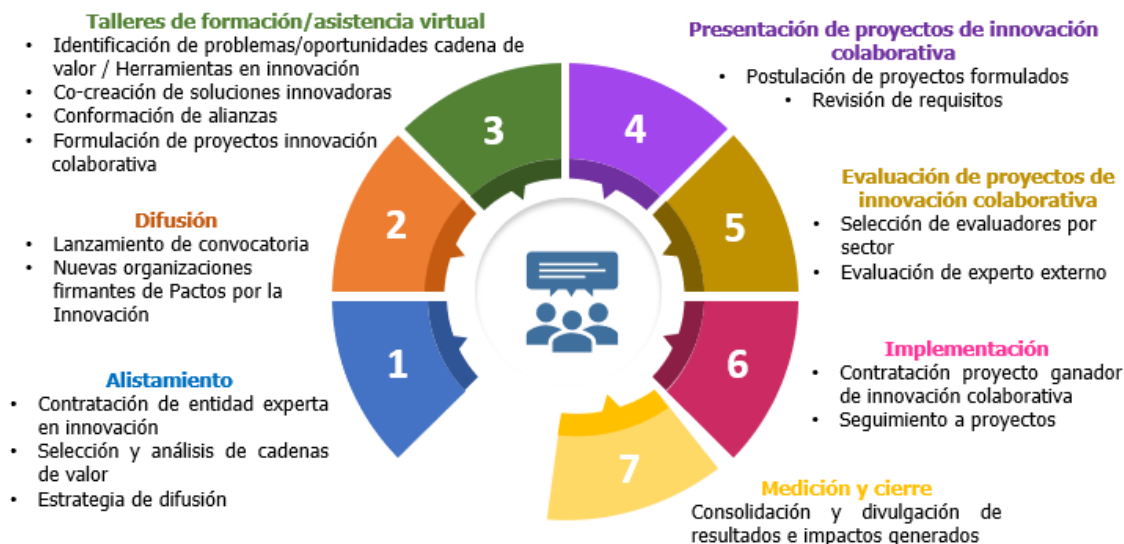 Talleres de formación/asistencia virtual
• Identificación de problemas/oportunidades cadena de
valor / Herramientas en innovación
• Co-creación de soluciones innovadoras
• Conformación de alianzas
• Formulación de proyectos innovación
colaborativa
Presentación de proyectos de innovación
colaborativa
• Postulación de proyectos formulados
• Revisión de requisitos
3
4
Difusión
• Lanzamiento de convocatoria
• Nuevas organizaciones
firmantes de Pactos por la
Innovación
2
5
Evaluación de proyectos de
innovación colaborativa
• Selección de evaluadores por
sector
• Evaluación de experto externo
Alistamiento
• Contratación de entidad experta
en innovación
• Selección y análisis de cadenas
de valor
• Estrategia de difusión
1
6
Implementación
• Contratación proyecto ganador
de innovación colaborativa
• Seguimiento a proyectos
7
Medición y cierre
Consolidación y divulgación de
resultados e impactos generados